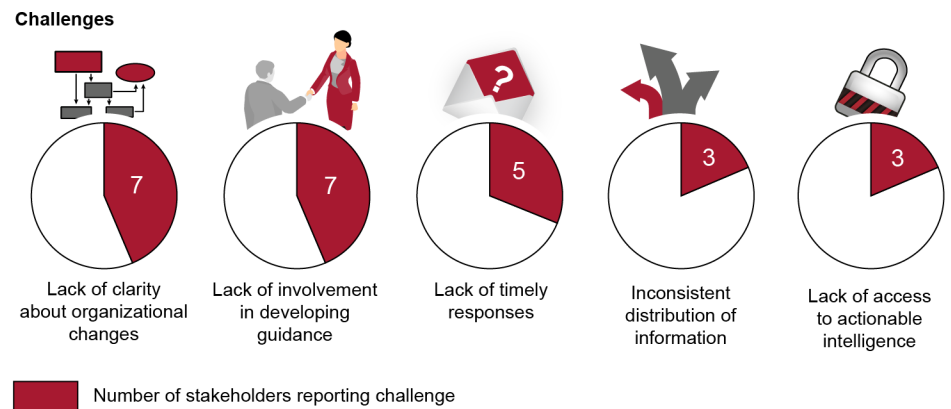 Challenges
?
7
7
5
3
3
Lack of clarity
about organizational
changes
Lack of involvement
in developing
guidance
Lack of timely
responses
Inconsistent
distribution of
information
Lack of access
to actionable
intelligence
Number of stakeholders reporting challenge